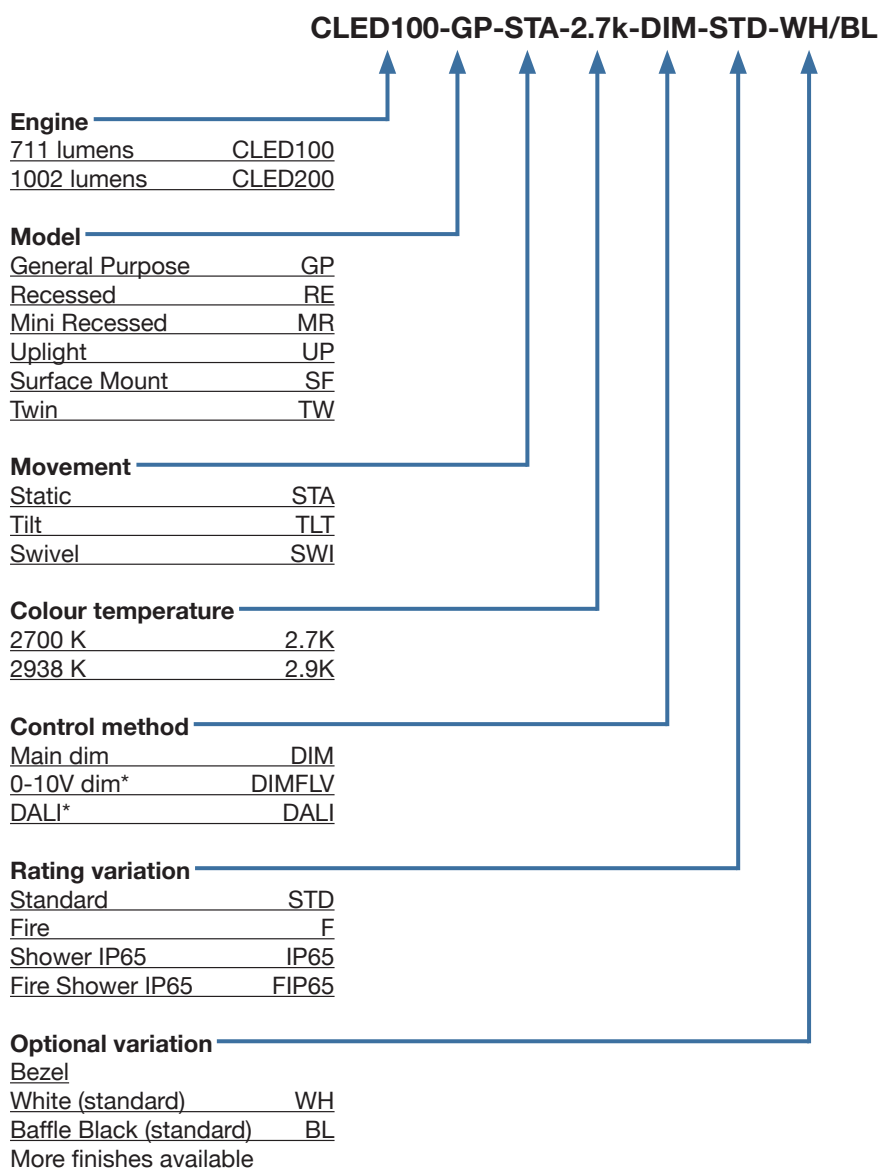 CLED100-GP-STA-2.7k-DIM-STD-WH/BL
Engine
711 lumens CLED100
1002 lumens CLED200
Model
General Purpose GP
Recessed RE
Mini Recessed MR
Uplight UP
Surface Mount SF
Twin TW
Movement
Static STA
Tilt TLT
Swivel SWI
Colour temperature
2700 K 2.7K
2938 K 2.9K
Control method
Main dim DIM
0-10V dim* DIMFLV
DALI* DALI
Rating variation
Standard STD
Fire F
Shower IP65 IP65
Fire Shower IP65 FIP65
Optional variation
Bezel
White (standard) WH
Baffle Black (standard) BL
More finishes available